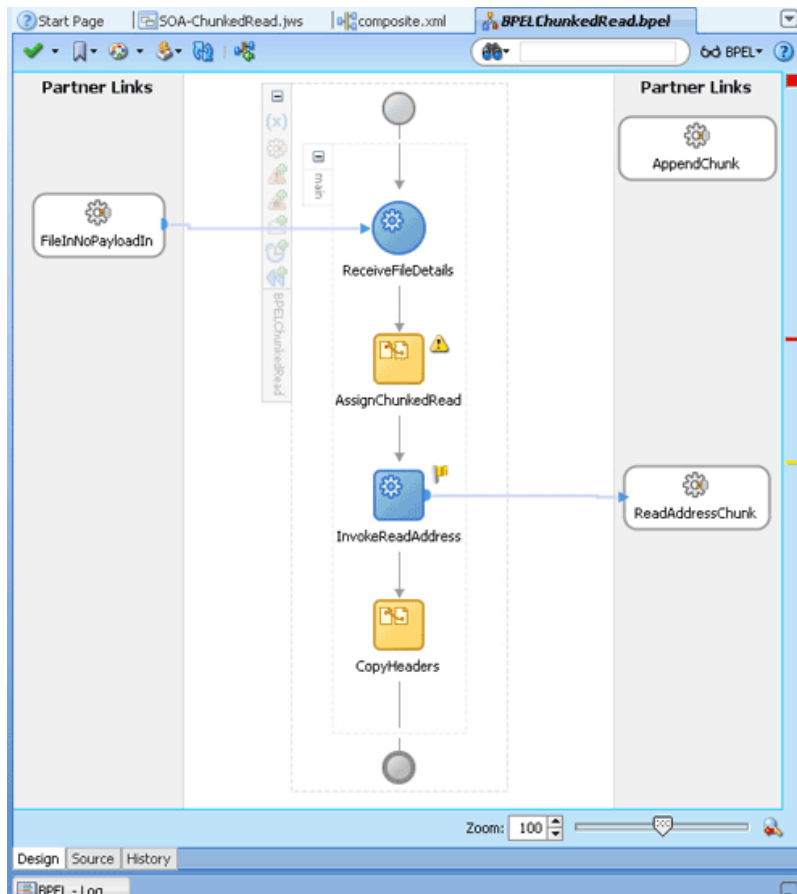 Start Page
SOA-ChunkedRead.jws
composite.xml
BPELChunkedRead.bpel
BPEL
Partner Links
Partner Links
AppendChunk
main
FileInNoPayloadIn
ReceiveFileDetails
BPELChunkedRead
AssignChunkedRead
ReadAddressChunk
InvokeReadAddress
CopyHeaders
Zoom: 100
Design Source History
BPEL - Log